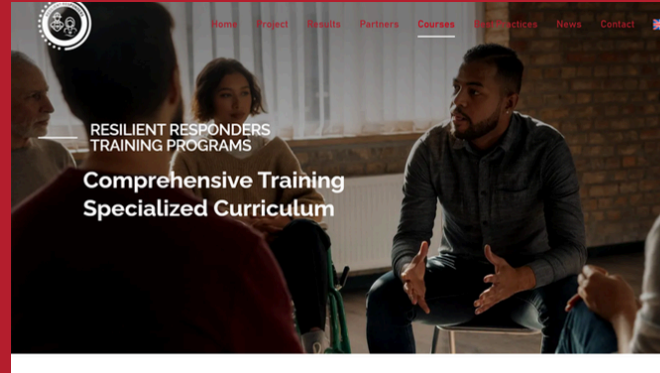 Home Project Results Partners Courses Best Practices News Contact
RESILIENT RESPONDERS
TRAINING PROGRAMS
Comprehensive Training
Specialized Curriculum